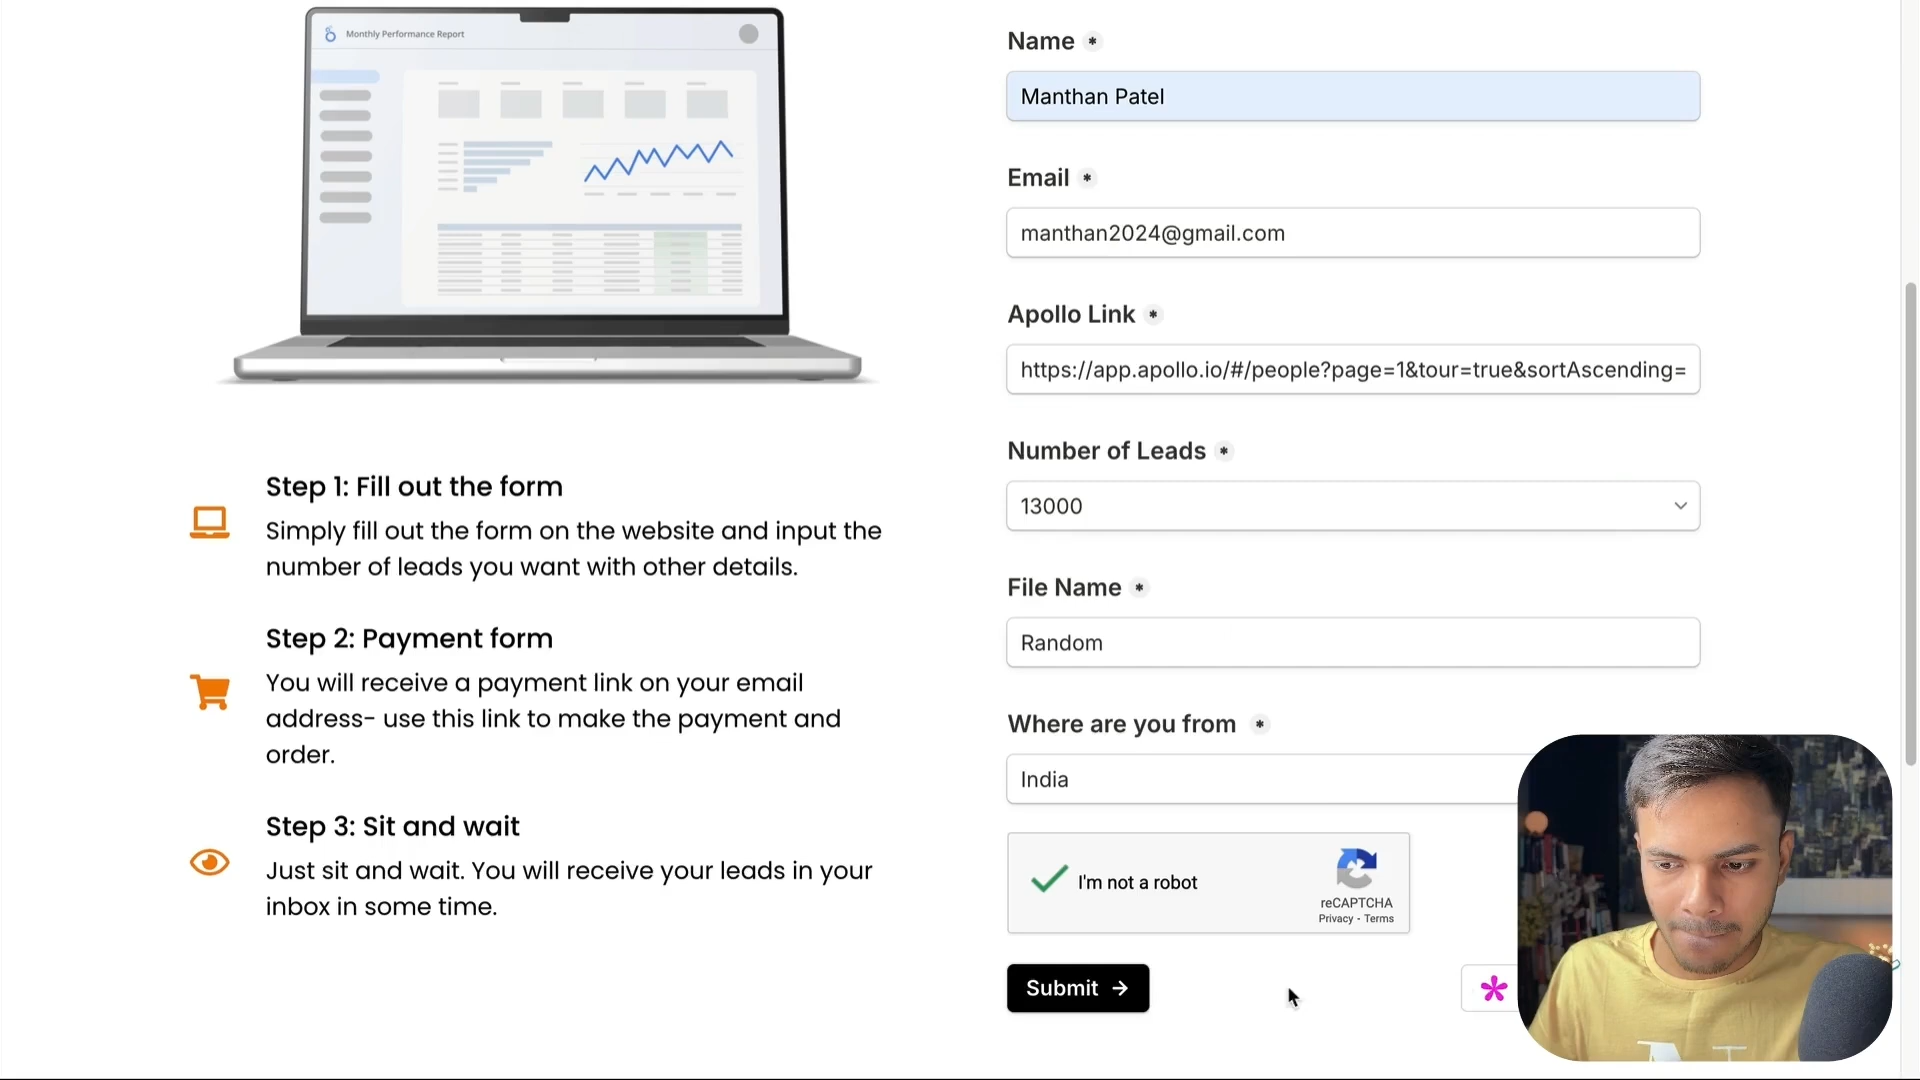 Monthly Performance Report
Step 1: Fill out the form
Simply fill out the form on the website and input the
number of leads you want with other details.
Step 2: Payment form
You will receive a payment link on your email
address- use this link to make the payment and
order.
Step 3: Sit and wait
Just sit and wait. You will receive your leads in your
inbox in some time.
Name *
Manthan Patel
Email *
manthan2024@gmail.com
Apollo Link *
https://app.apollo.io/#/people?page=1&tour=true&sortAscending=
Number of Leads *
13000
File Name *
Random
Where are you from *
India
I'm not a robot
reCAPTCHA
Privacy - Terms
Submit →